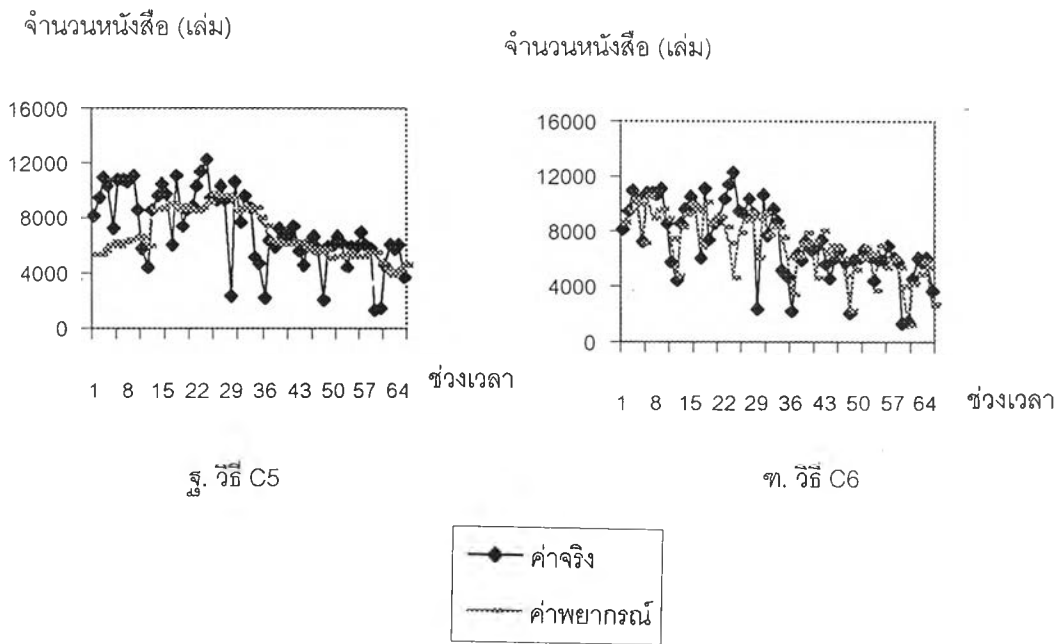 จำนวนหนังสือ (เล่ม)
16000
12000
8000
4000
0
1 8 15 22 29 36 43 50 57 64
ช่วงเวลา
ฐ. วิธี C5
จำนวนหนังสือ (เล่ม)
16000
12000
8000
4000
0
1 8 15 22 29 36 43 50 57 64
ช่วงเวลา
ฑ. วิธี C6
ค่าจริง
ค่าพยากรณ์